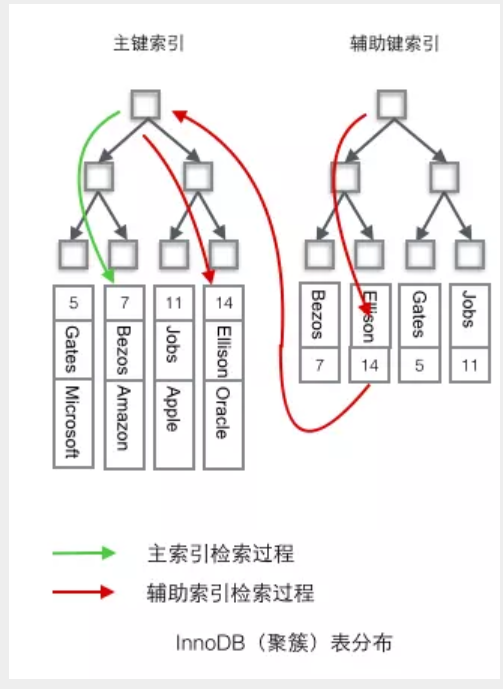 主键索引
辅助键索引
5 7 11 14
Gates Bezos Jobs Ellison
Microsoft Amazon Apple Oracle
Bezos Ellison Gates Jobs
7 14 5 11
主索引检索过程
辅助索引检索过程
InnoDB（聚簇）表分布